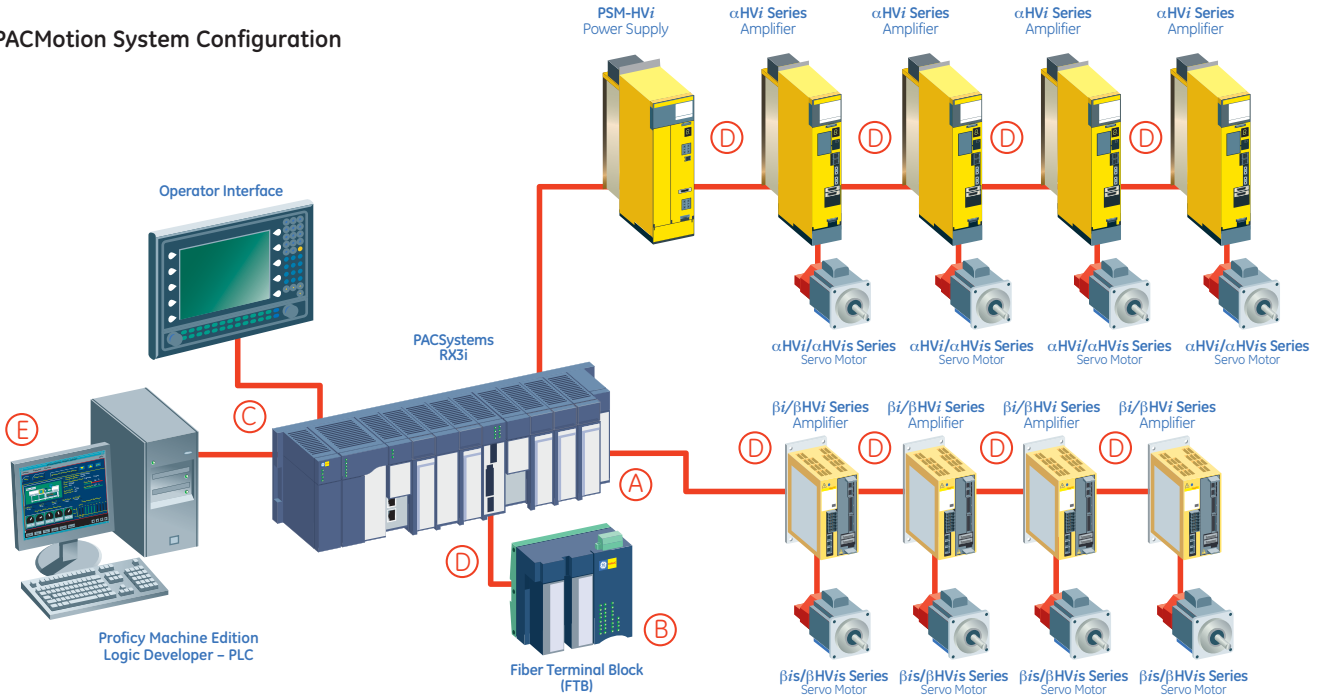 PACMotion System Configuration
PSM-HVi
Power Supply
αHVi Series
Amplifier
αHVi Series
Amplifier
αHVi Series
Amplifier
αHVi Series
Amplifier
D
D
D
D
αHVi/αHVis Series
Servo Motor
αHVi/αHVis Series
Servo Motor
αHVi/αHVis Series
Servo Motor
αHVi/αHVis Series
Servo Motor
Operator Interface
PACSystems
RX3i
C
E
A
βi/βHVi Series
Amplifier
βi/βHVi Series
Amplifier
βi/βHVi Series
Amplifier
βi/βHVi Series
Amplifier
D
D
D
D
D
B
Proficy Machine Edition
Logic Developer – PLC
Fiber Terminal Block
(FTB)
βis/βHVis Series
Servo Motor
βis/βHVis Series
Servo Motor
βis/βHVis Series
Servo Motor
βis/βHVis Series
Servo Motor